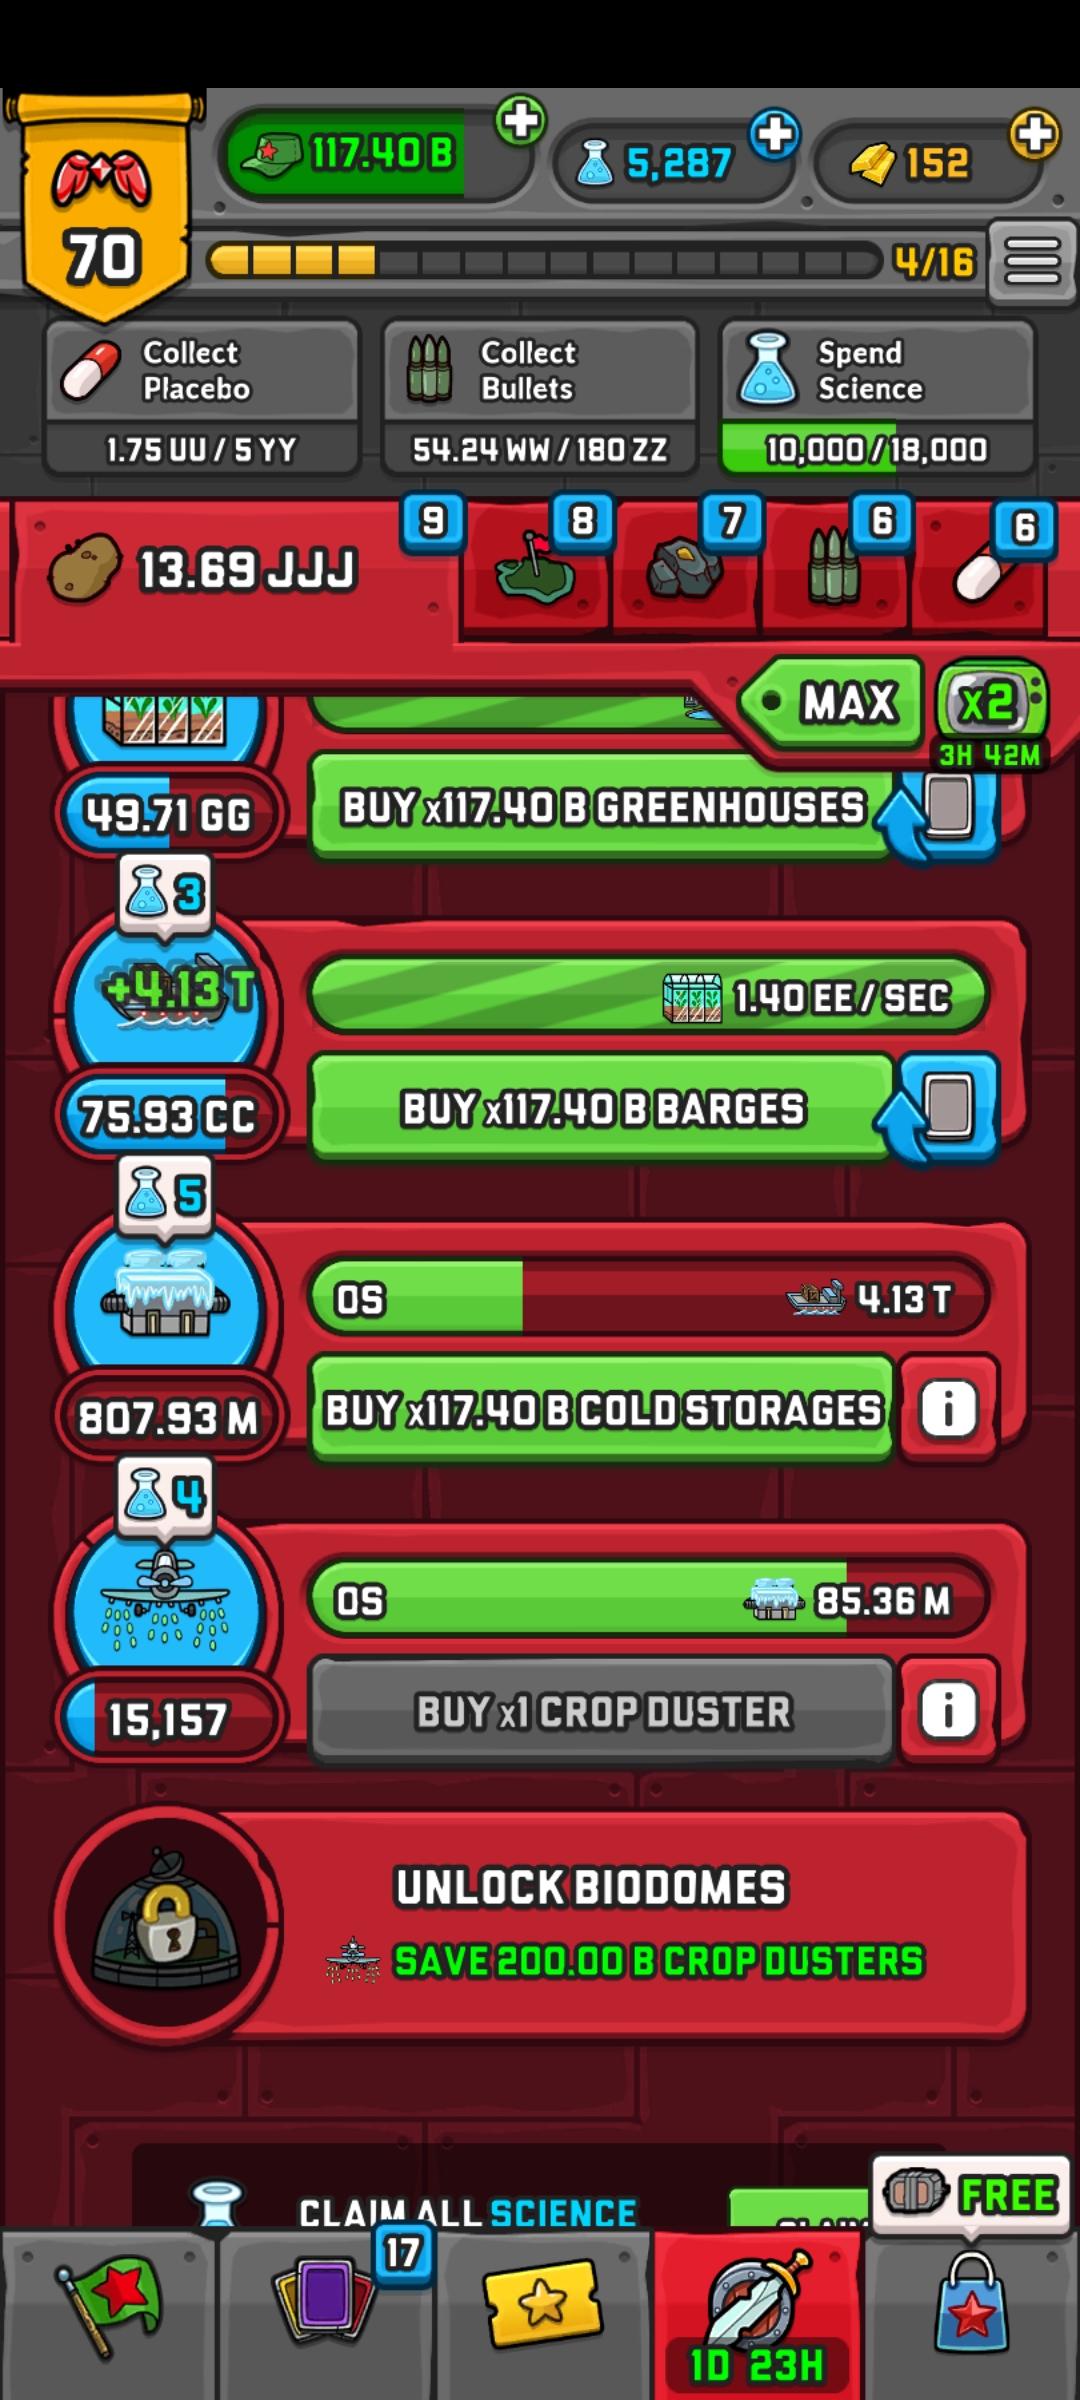 117.40 B
5,287
152
70
4/16
Collect
Placebo
1.75 UU / 5 YY
Collect
Bullets
54.24 WW / 180 ZZ
Spend
Science
10,000 / 18,000
13.69 JJJ
9
8
7
6
6
MAX
x2
3H 42M
49.71 GG
BUY x117.40 B GREENHOUSES
3
+4.13 T
1.40 EE / SEC
75.93 CC
BUY x117.40 B BARGES
5
0S
4.13 T
807.93 M
BUY x117.40 B COLD STORAGES
i
4
0S
85.36 M
15,157
BUY x1 CROP DUSTER
i
UNLOCK BIODOMES
SAVE 200.00 B CROP DUSTERS
CLAIM ALL SCIENCE
FREE
17
1D 23H